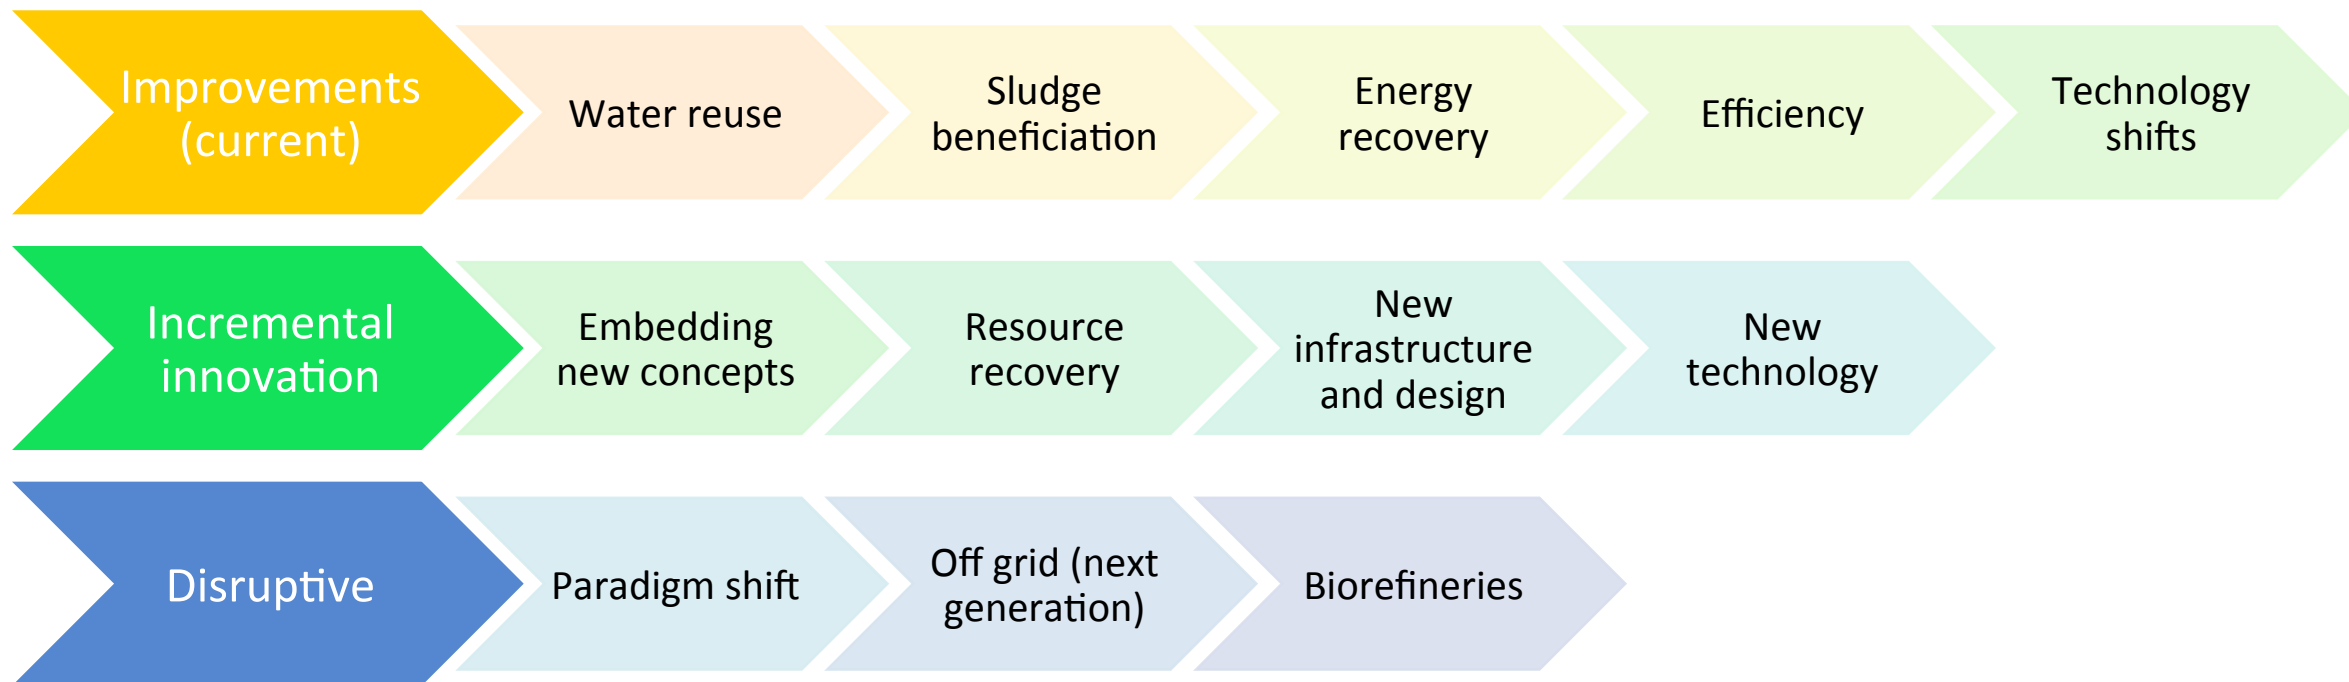 Improvements
(current)
Water reuse
Sludge
beneficiation
Energy
recovery
Efficiency
Technology
shifts
Incremental
innovation
Embedding
new concepts
Resource
recovery
New
infrastructure
and design
New
technology
Disruptive
Paradigm shift
Off grid (next
generation)
Biorefineries